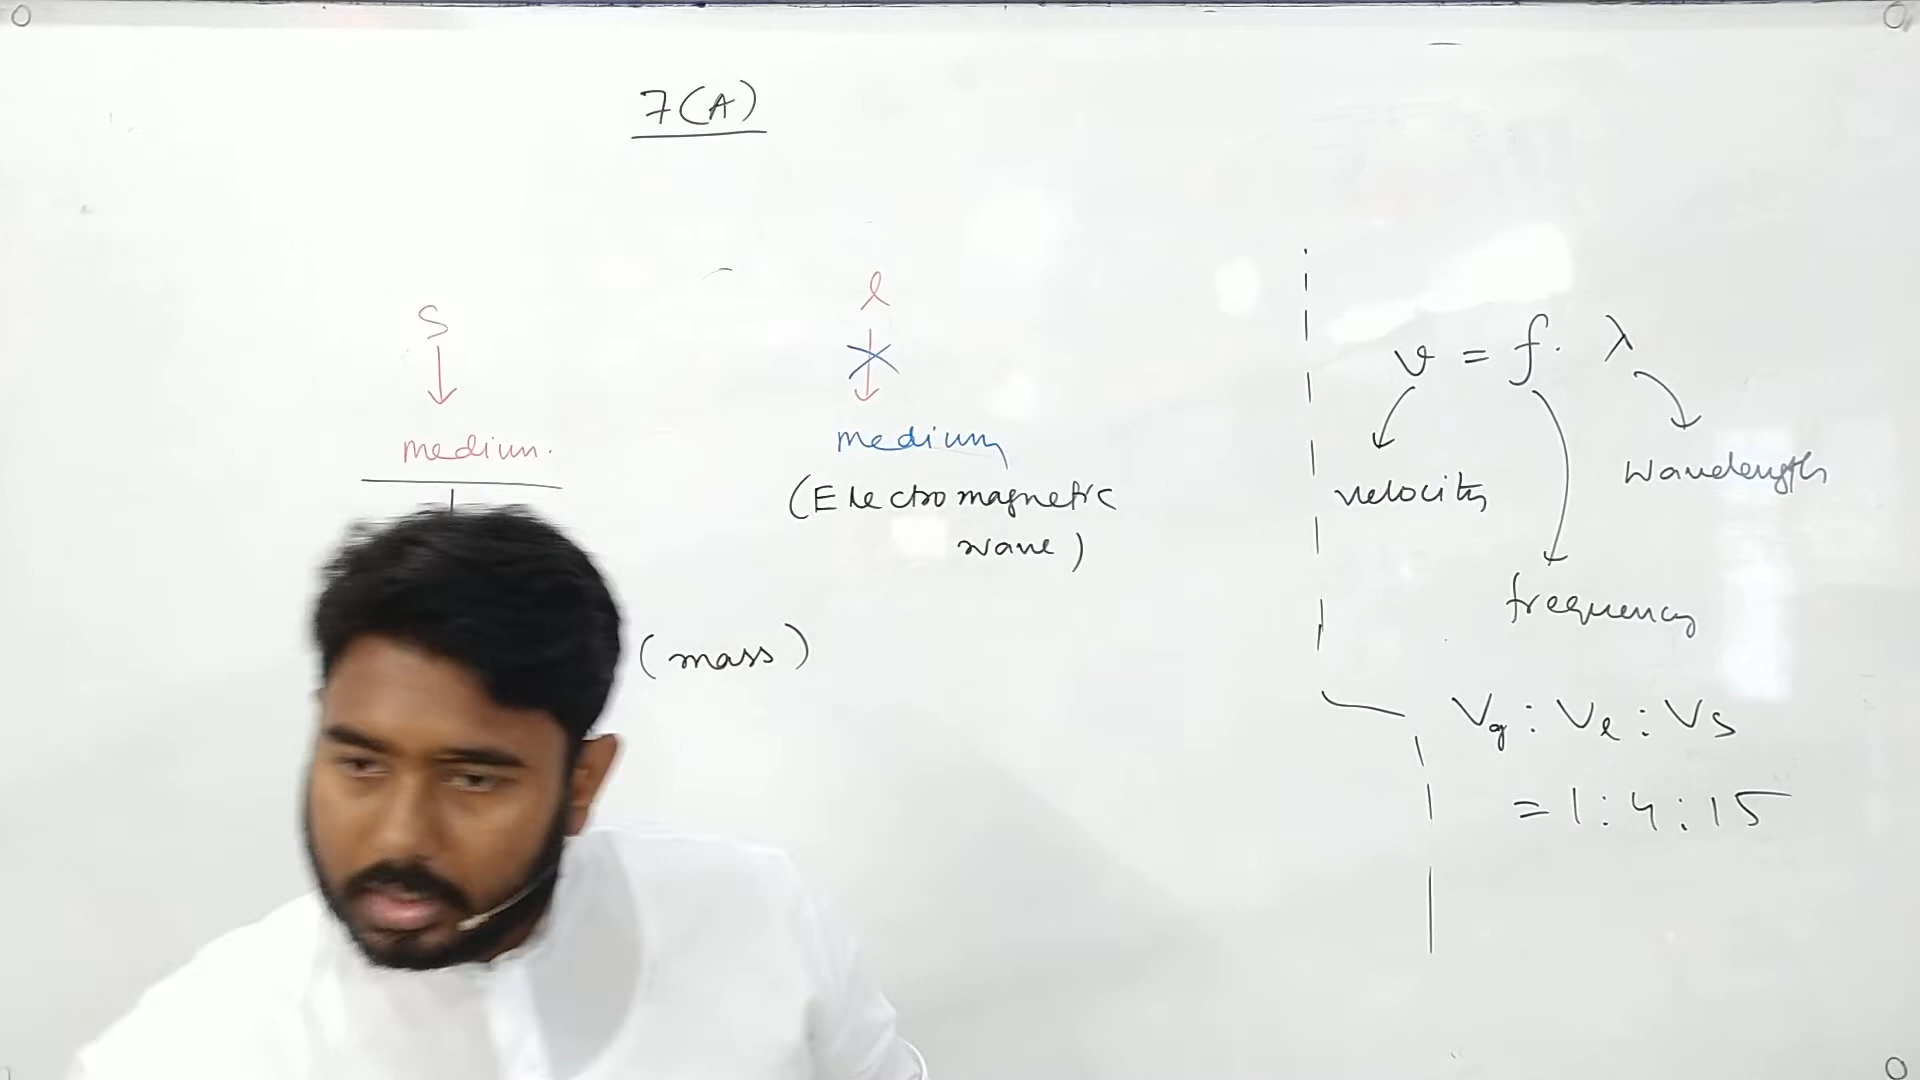 7(A)
S
l
medium.
medium
(Electromagnetic
wave)
(mass)
v = f. λ
velocity
wavelength
frequency
Vg : Vl : Vs
= 1 : 4 : 15